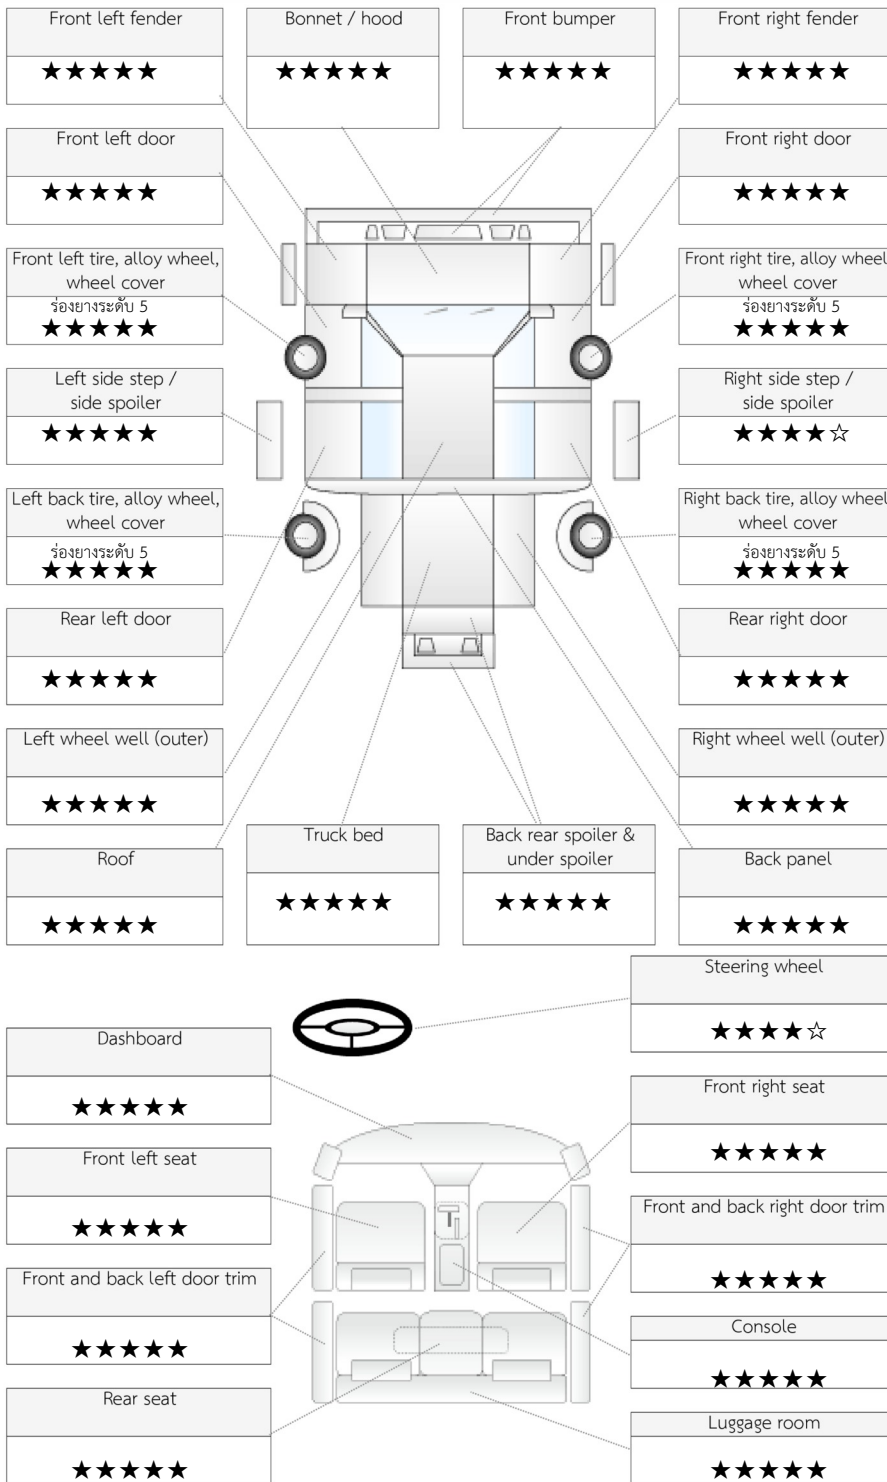 Front left fender
★★★★★
Bonnet / hood
★★★★★
Front bumper
★★★★★
Front right fender
★★★★★
Front left door
★★★★★
Front right door
★★★★★
Front left tire, alloy wheel,
wheel cover
ร่องยางระดับ 5
★★★★★
Front right tire, alloy wheel
wheel cover
ร่องยางระดับ 5
★★★★★
Left side step /
side spoiler
★★★★★
Right side step /
side spoiler
★★★★☆
Left back tire, alloy wheel,
wheel cover
ร่องยางระดับ 5
★★★★★
Right back tire, alloy wheel
wheel cover
ร่องยางระดับ 5
★★★★★
Rear left door
★★★★★
Rear right door
★★★★★
Left wheel well (outer)
★★★★★
Right wheel well (outer)
★★★★★
Roof
★★★★★
Truck bed
★★★★★
Back rear spoiler &
under spoiler
★★★★★
Back panel
★★★★★
Steering wheel
★★★★☆
Dashboard
★★★★★
Front right seat
★★★★★
Front left seat
★★★★★
Front and back right door trim
★★★★★
Front and back left door trim
★★★★★
Console
★★★★★
Rear seat
★★★★★
Luggage room
★★★★★